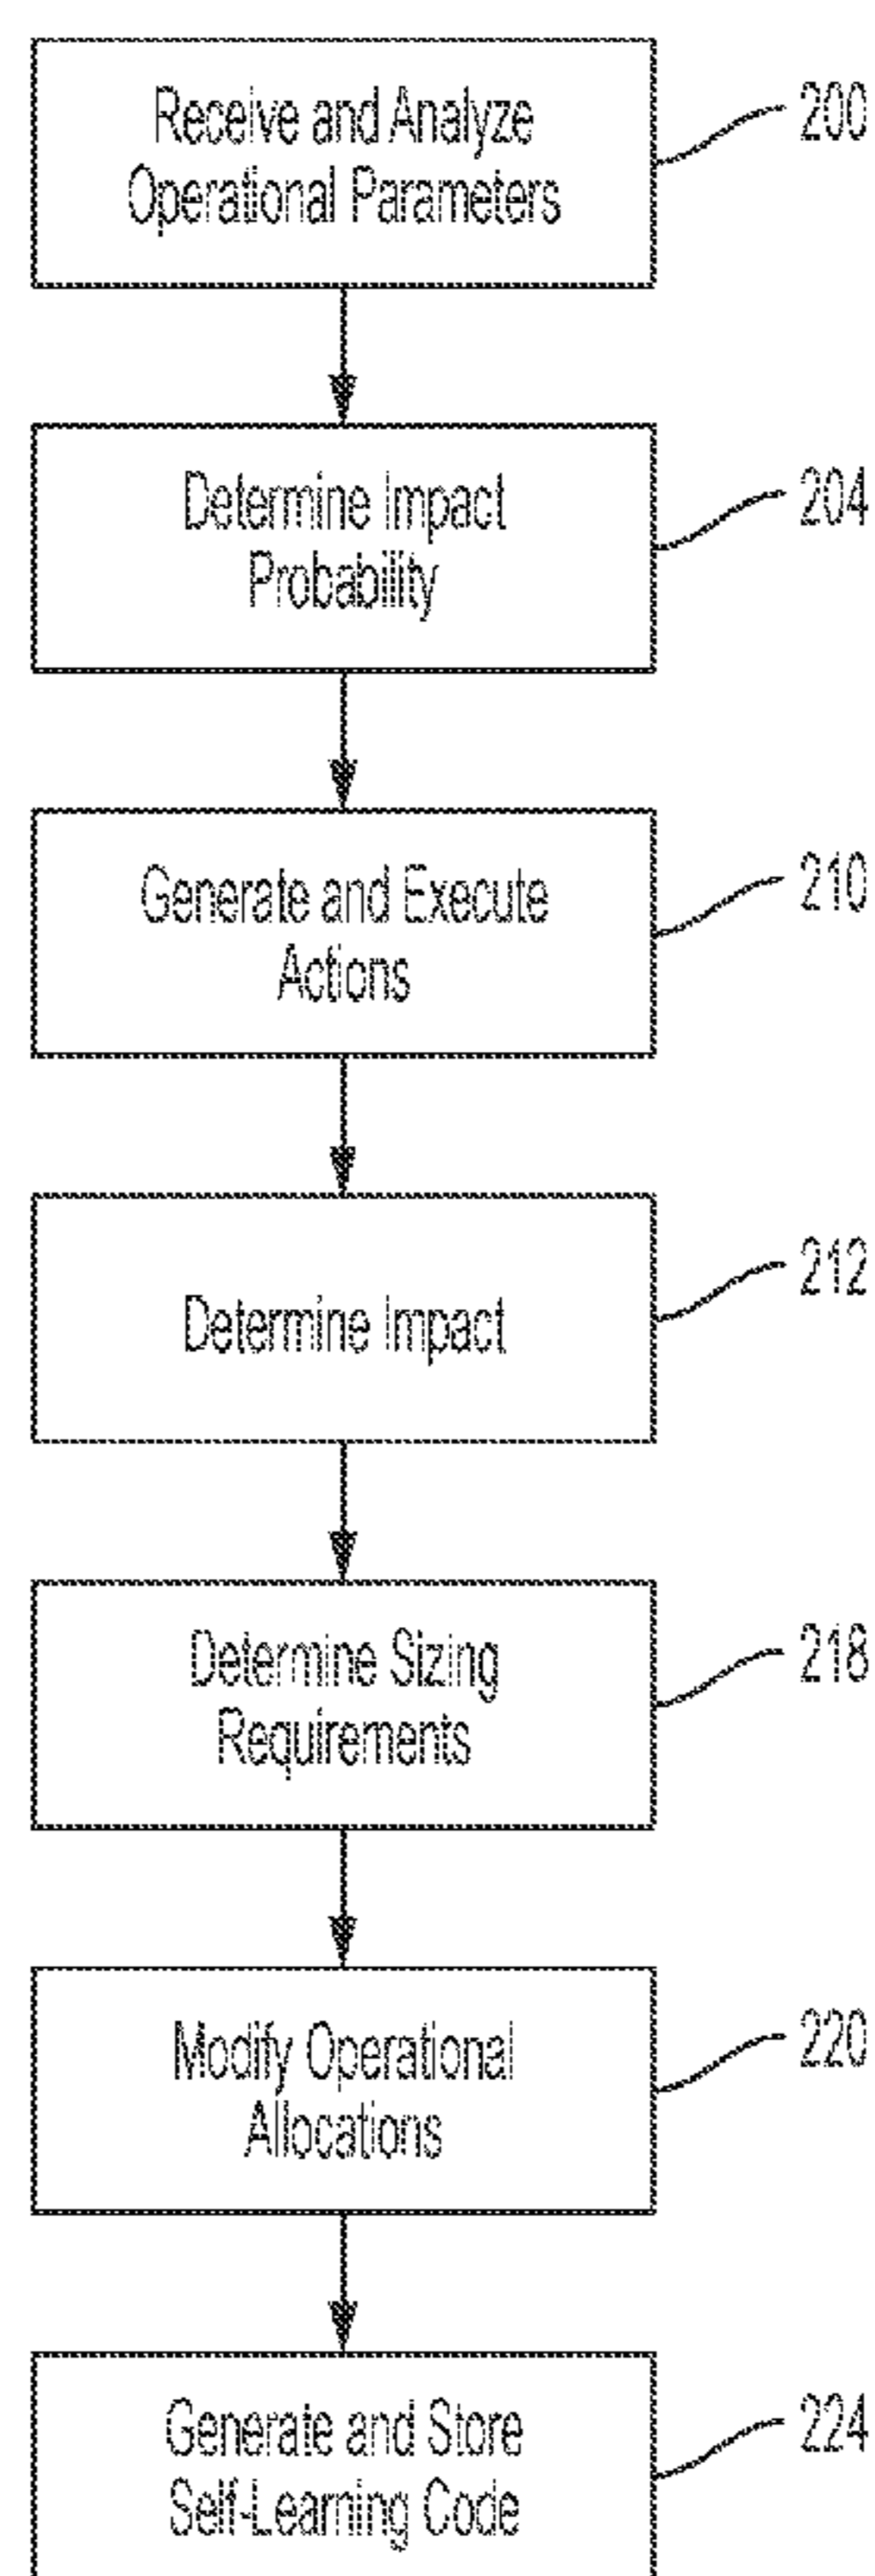 Receive and Analyze
Operational Parameters
200
Determine Impact
Probability
204
Generate and Execute
Actions
210
Determine Impact
212
Determine Sizing
Requirements
218
Modify Operational
Allocations
220
Generate and Store
Self-Learning Code
224